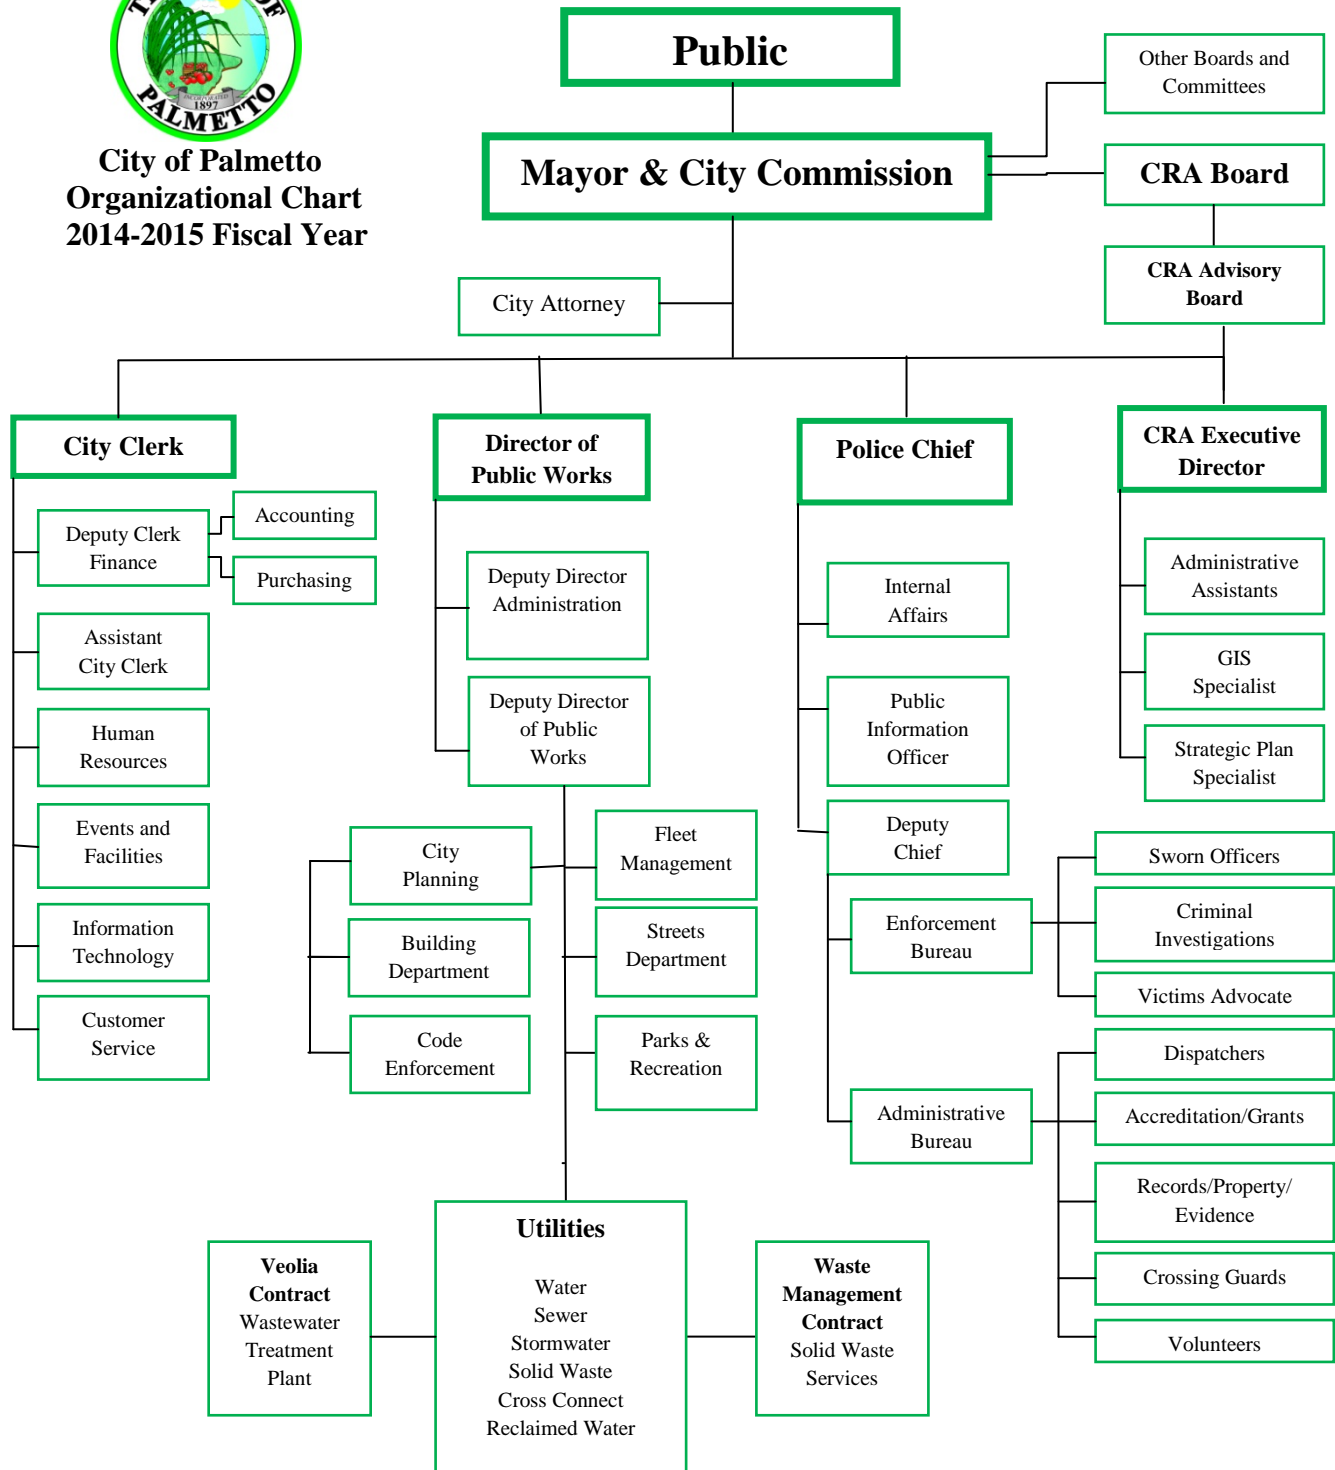 PALMETTO
INCORPORATED
1897
City of Palmetto
Organizational Chart
2014-2015 Fiscal Year
Public
Mayor & City Commission
Other Boards and
Committees
CRA Board
CRA Advisory
Board
City Attorney
City Clerk
Deputy Clerk
Finance
Accounting
Purchasing
Assistant
City Clerk
Human
Resources
Events and
Facilities
Information
Technology
Customer
Service
Director of
Public Works
Deputy Director
Administration
Deputy Director
of Public
Works
City
Planning
Building
Department
Code
Enforcement
Fleet
Management
Streets
Department
Parks &
Recreation
Utilities
Water
Sewer
Stormwater
Solid Waste
Cross Connect
Reclaimed Water
Veolia
Contract
Wastewater
Treatment
Plant
Waste
Management
Contract
Solid Waste
Services
Police Chief
Internal
Affairs
Public
Information
Officer
Deputy
Chief
Enforcement
Bureau
Sworn Officers
Criminal
Investigations
Victims Advocate
Administrative
Bureau
Dispatchers
Accreditation/Grants
Records/Property/
Evidence
Crossing Guards
Volunteers
CRA Executive
Director
Administrative
Assistants
GIS
Specialist
Strategic Plan
Specialist